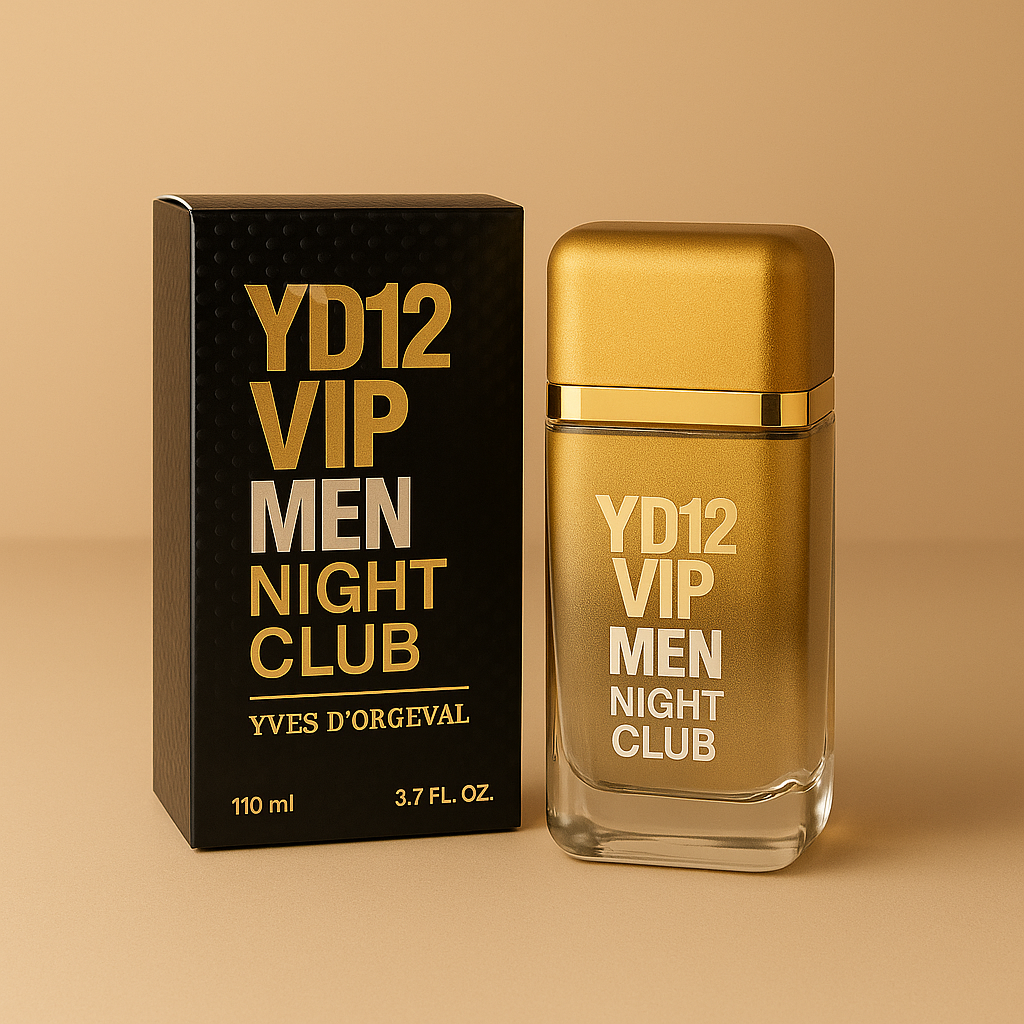 YD12
VIP
MEN
NIGHT
CLUB
YVES D'ORGEVAL
110 ml
3.7 FL. OZ.
YD12
VIP
MEN
NIGHT
CLUB